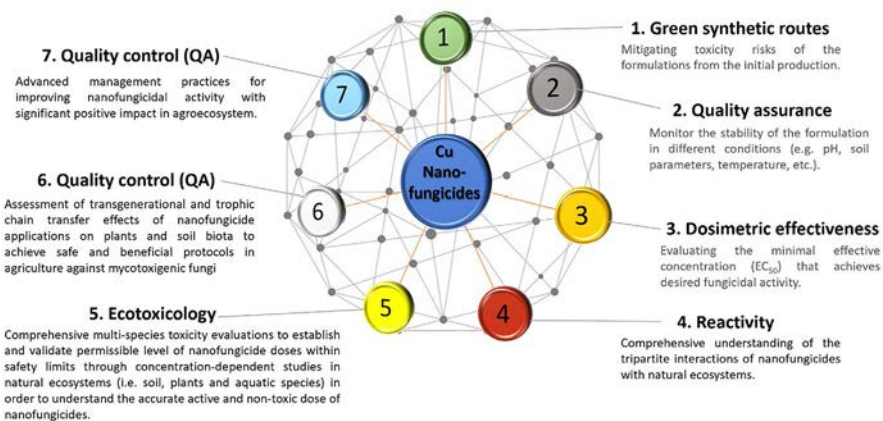 1. Green synthetic routes
Mitigating toxicity risks of the
formulations from the initial production.
2. Quality assurance
Monitor the stability of the formulation
in different conditions (e.g. pH, soil
parameters, temperature, etc.).
3. Dosimetric effectiveness
Evaluating the minimal effective
concentration (EC₅₀) that achieves
desired fungicidal activity.
4. Reactivity
Comprehensive understanding of the
tripartite interactions of nanofungicides
with natural ecosystems.
5. Ecotoxicology
Comprehensive multi-species toxicity evaluations to establish
and validate permissible level of nanofungicide doses within
safety limits through concentration-dependent studies in
natural ecosystems (i.e. soil, plants and aquatic species) in
order to understand the accurate active and non-toxic dose of
nanofungicides.
6. Quality control (QA)
Assessment of transgenerational and trophic
chain transfer effects of nanofungicide
applications on plants and soil biota to
achieve safe and beneficial protocols in
agriculture against mycotoxigenic fungi
7. Quality control (QA)
Advanced management practices for
improving nanofungicidal activity with
significant positive impact in agroecosystem.
Cu
Nano-
fungicides
1
2
3
4
5
6
7